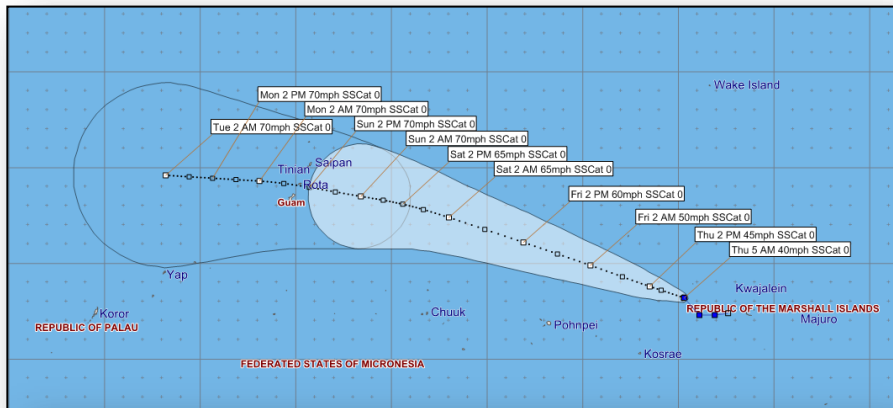 Wake Island
Mon 2 PM 70mph SSCat 0
Mon 2 AM 70mph SSCat 0
Tue 2 AM 70mph SSCat 0
Sun 2 PM 70mph SSCat 0
Sun 2 AM 70mph SSCat 0
Sat 2 PM 65mph SSCat 0
Saipan
Tinian
Sat 2 AM 65mph SSCat 0
Rota
Fri 2 PM 60mph SSCat 0
Guam
Fri 2 AM 50mph SSCat 0
Thu 2 PM 45mph SSCat 0
Thu 5 AM 40mph SSCat 0
Yap
Kwajalein
REPUBLIC OF THE MARSHALL ISLANDS
Koror
Chuuk
Majuro
REPUBLIC OF PALAU
Pohnpei
Kosrae
FEDERATED STATES OF MICRONESIA